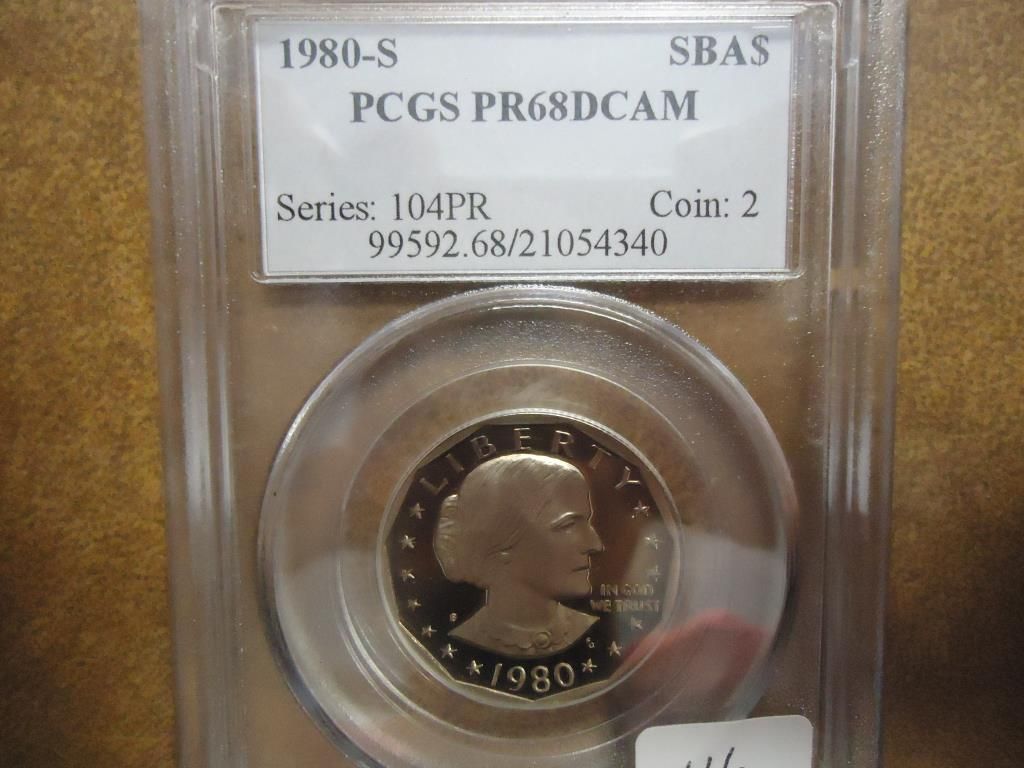 1980-S SBA$
PCGS PR68DCAM
Series: 104PR Coin: 2
99592.68/21054340
LIBERTY
IN GOD
WE TRUST
S
1980